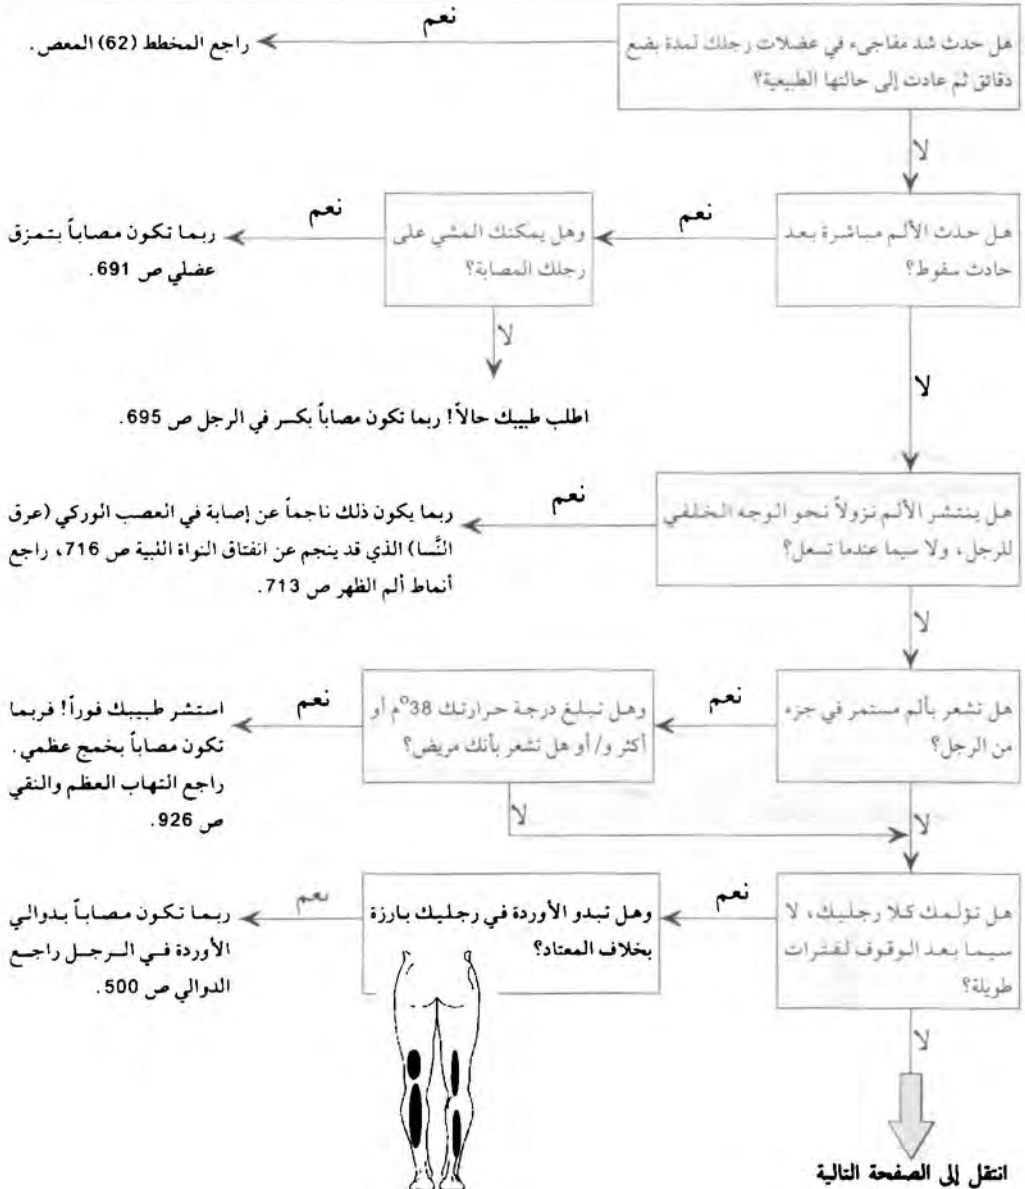 هل حدث شد مفاجىء في عضلات رجلك لمدة بضع
دقائق ثم عادت إلى حالتها الطبيعية؟
نعم
راجع المخطط (62) المعص.
لا
هل حدث الألم مباشرة بعد
حادث سقوط؟
نعم
وهل يمكنك المشي على
رجلك المصابة؟
نعم
ربما تكون مصاباً بتمزق
عضلي ص 691.
لا
اطلب طبيبك حالاً! ربما تكون مصاباً بكسر في الرجل ص 695.
لا
هل ينتشر الألم نزولاً نحو الوجه الخلفي
للرجل، ولا سيما عندما تسعل؟
نعم
ربما يكون ذلك ناجماً عن إصابة في العصب الوركي (عرق
النَّسا) الذي قد ينجم عن انفتاق النواة اللبية ص 716، راجع
أنماط ألم الظهر ص 713.
لا
هل تشعر بألم مستمر في جزء
من الرجل؟
نعم
وهل تبلغ درجة حرارتك 38°م أو
أكثر و/ أو هل تشعر بأنك مريض؟
نعم
استشر طبيبك فوراً! فربما
تكون مصاباً بخمج عظمي.
راجع التهاب العظم والنقي
ص 926.
لا
لا
هل تؤلمك كلا رجليك، لا
سيما بعد الوقوف لفترات
طويلة؟
نعم
وهل تبدو الأوردة في رجليك بارزة
بخلاف المعتاد؟
نعم
ربما تكون مصاباً بدوالي
الأوردة في الرجل راجع
الدوالي ص 500.
لا
انتقل إلى الصفحة التالية